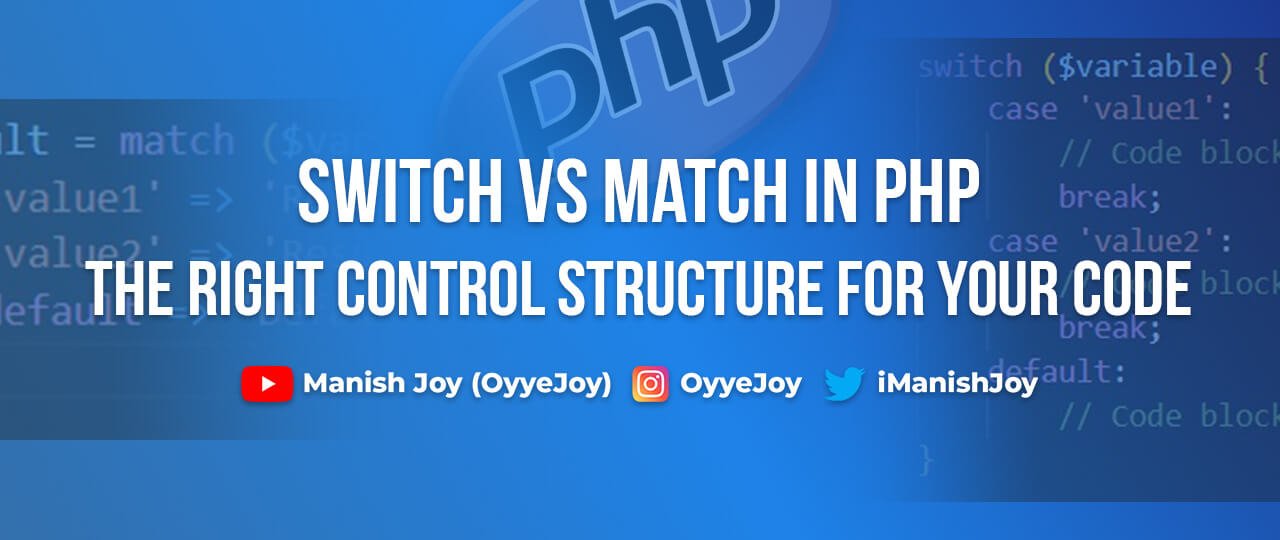 php
switch ($variable) {
case 'value1':
// Code block
break;
case 'value2':
break;
default:
// Code block
}
= match (
value1' =>
value2' =>
SWITCH VS MATCH IN PHP
THE RIGHT CONTROL STRUCTURE FOR YOUR CODE
Manish Joy (OyyeJoy) OyyeJoy iManishJoy